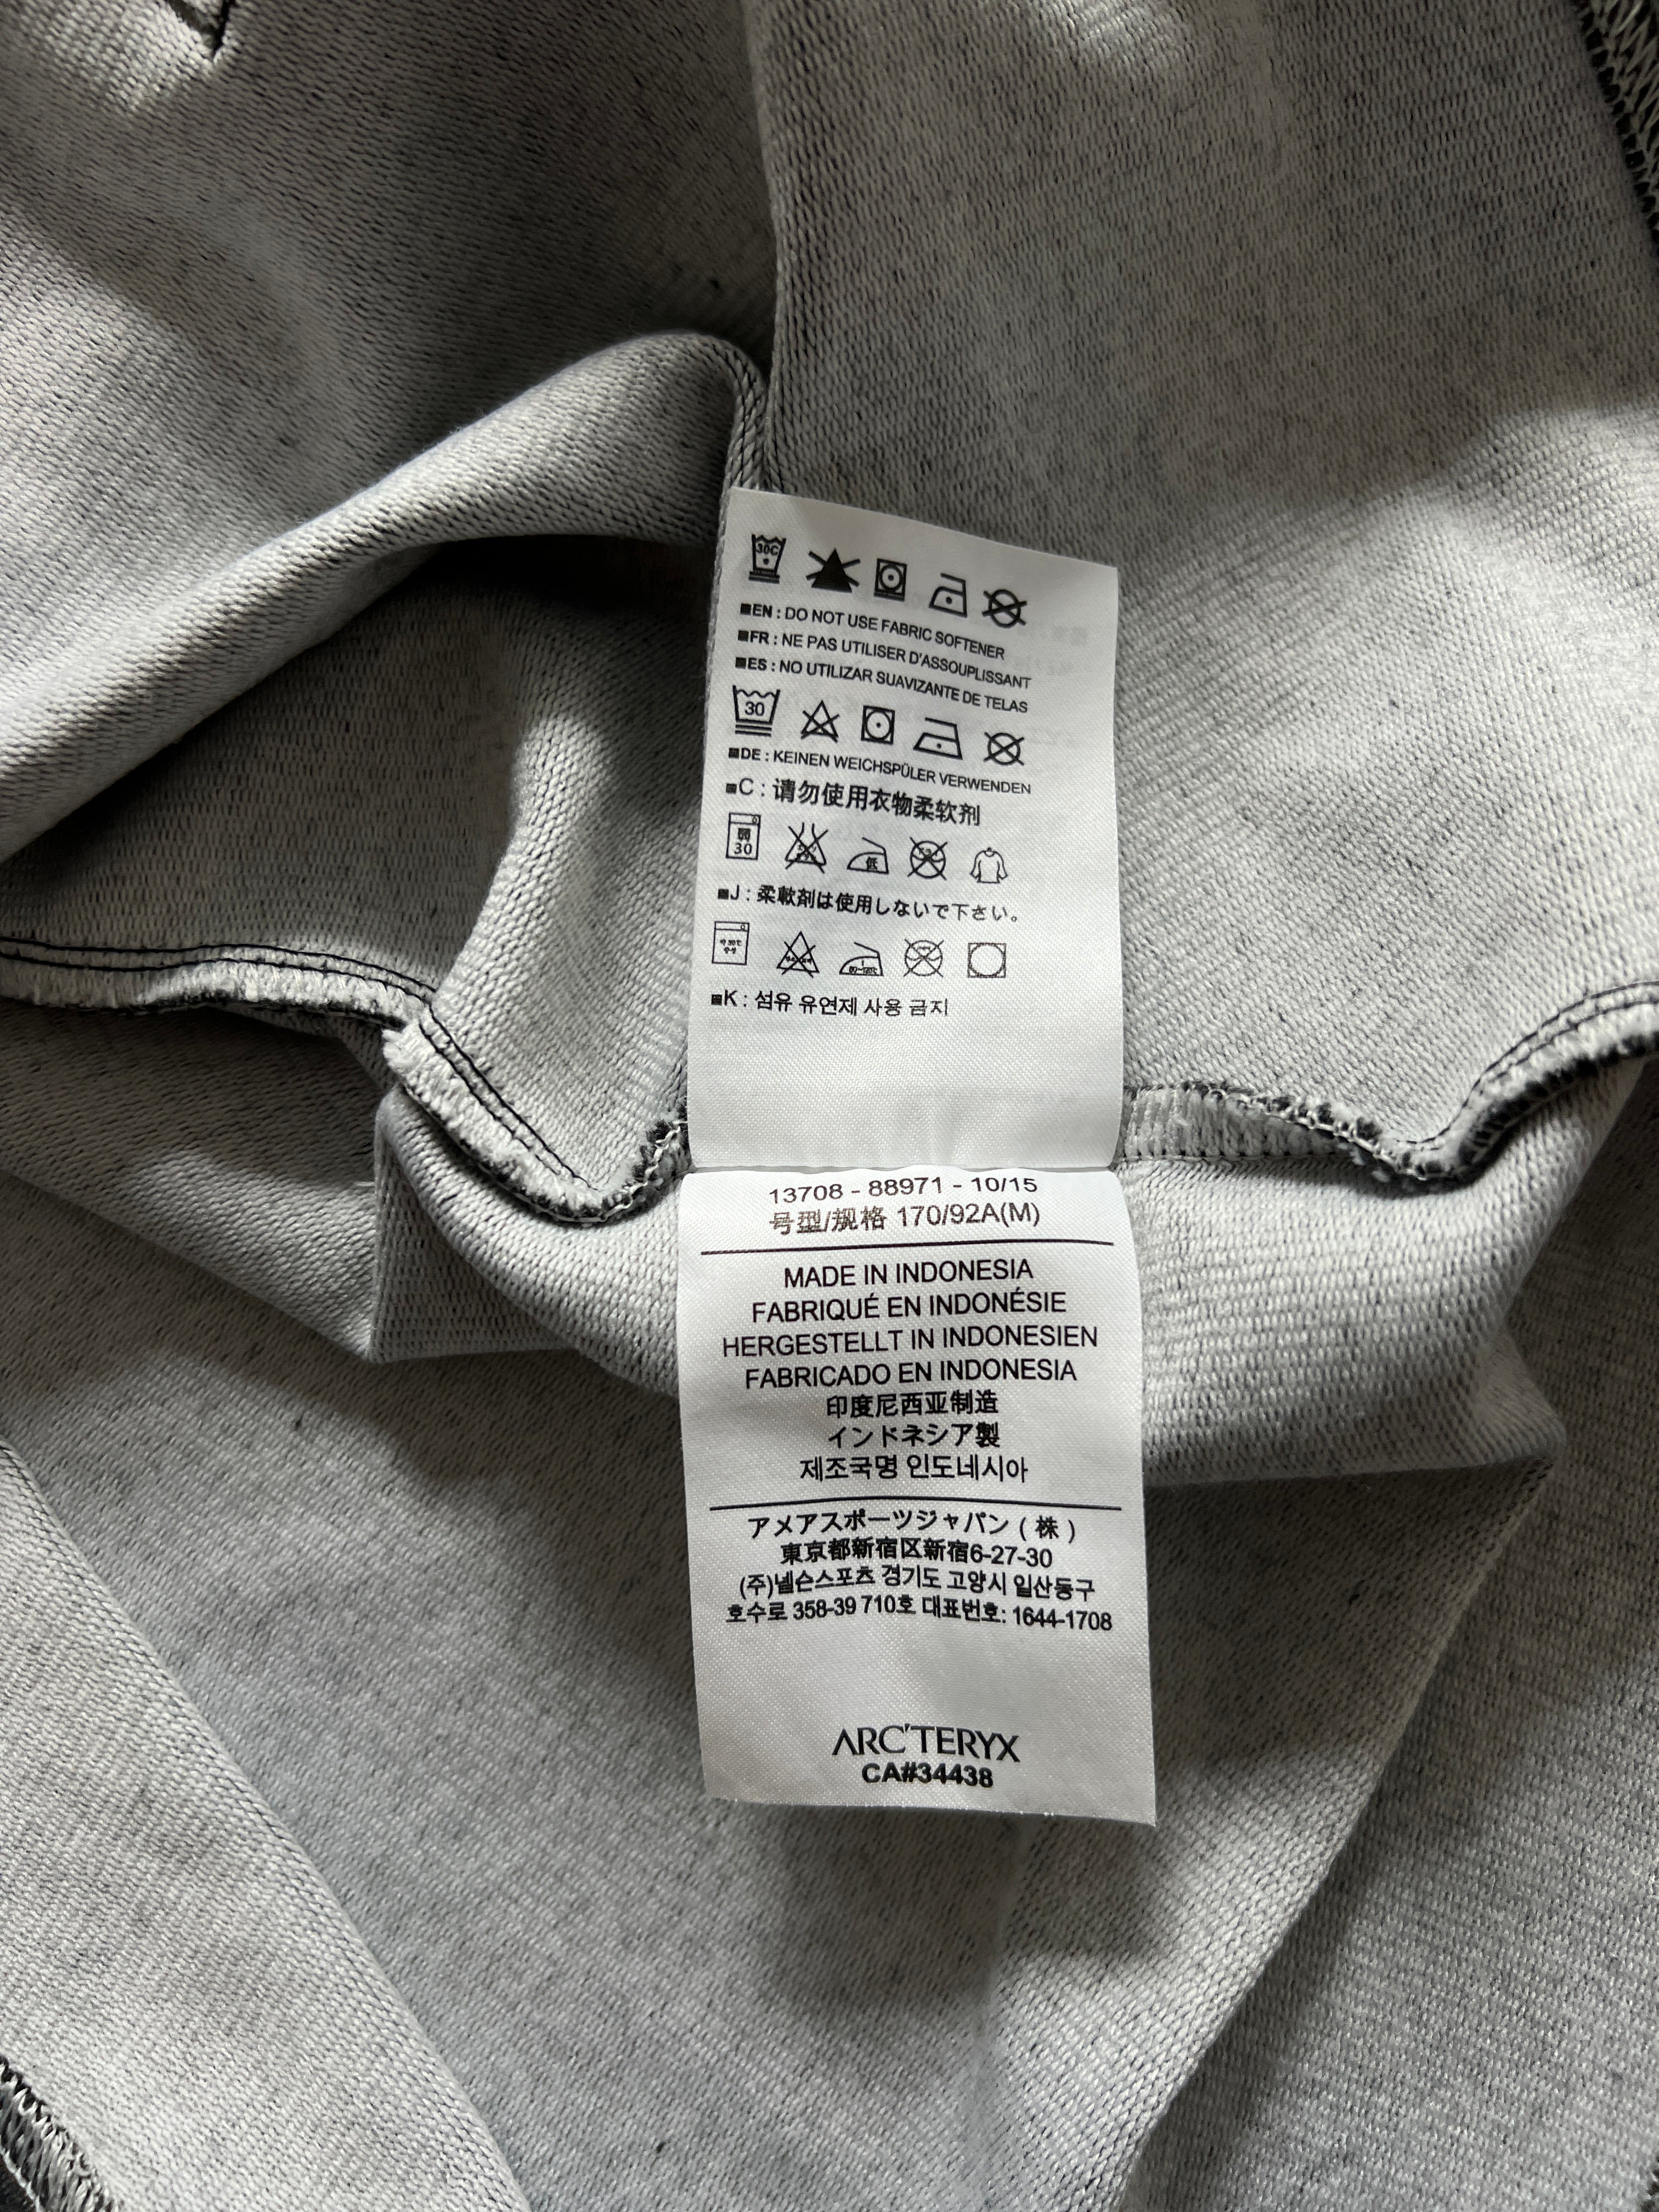 30C
■EN : DO NOT USE FABRIC SOFTENER
■FR : NE PAS UTILISER D'ASSOUPLISSANT
■ES : NO UTILIZAR SUAVIZANTE DE TELAS
30
■DE : KEINEN WEICHSPÜLER VERWENDEN
■C : 请勿使用衣物柔软剂
弱 30 低
■J : 柔軟剤は使用しないで下さい。
■K : 섬유 유연제 사용 금지
13708 - 88971 - 10/15
号型/规格 170/92A(M)
MADE IN INDONESIA
FABRIQUÉ EN INDONÉSIE
HERGESTELLT IN INDONESIEN
FABRICADO EN INDONESIA
印度尼西亚制造
インドネシア製
제조국명 인도네시아
アメアスポーツジャパン ( 株 )
東京都新宿区新宿6-27-30
(주)넬슨스포츠 경기도 고양시 일산동구
호수로 358-39 710호 대표번호: 1644-1708
ARC'TERYX
CA#34438